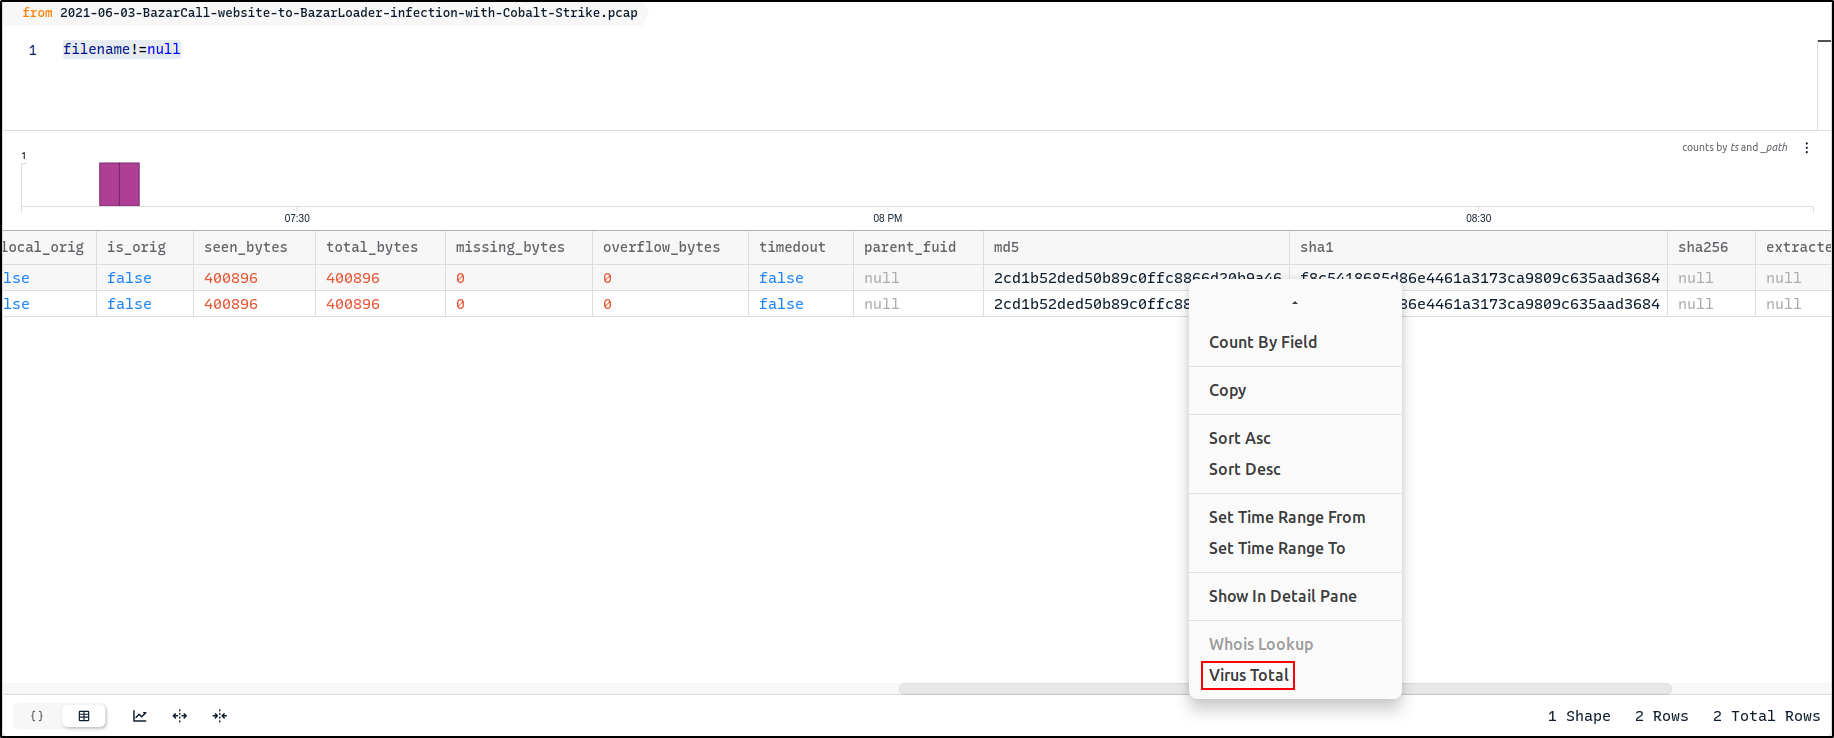 from 2021-06-03-BazarCall-website-to-BazarLoader-infection-with-Cobalt-Strike.pcap
1 filename!=null
counts by ts and _path
1
07:30 08 PM 08:30
local_orig is_orig seen_bytes total_bytes missing_bytes overflow_bytes timedout parent_fuid md5 sha1 sha256 extracte
lse false 400896 400896 0 0 false null 2cd1b52ded50b89c0ffc8866d20b9a46 f8c5418685d86e4461a3173ca9809c635aad3684 null null
lse false 400896 400896 0 0 false null 2cd1b52ded50b89c0ffc88 86e4461a3173ca9809c635aad3684 null null
Count By Field
Copy
Sort Asc
Sort Desc
Set Time Range From
Set Time Range To
Show In Detail Pane
Whois Lookup
Virus Total
{} 1 Shape 2 Rows 2 Total Rows